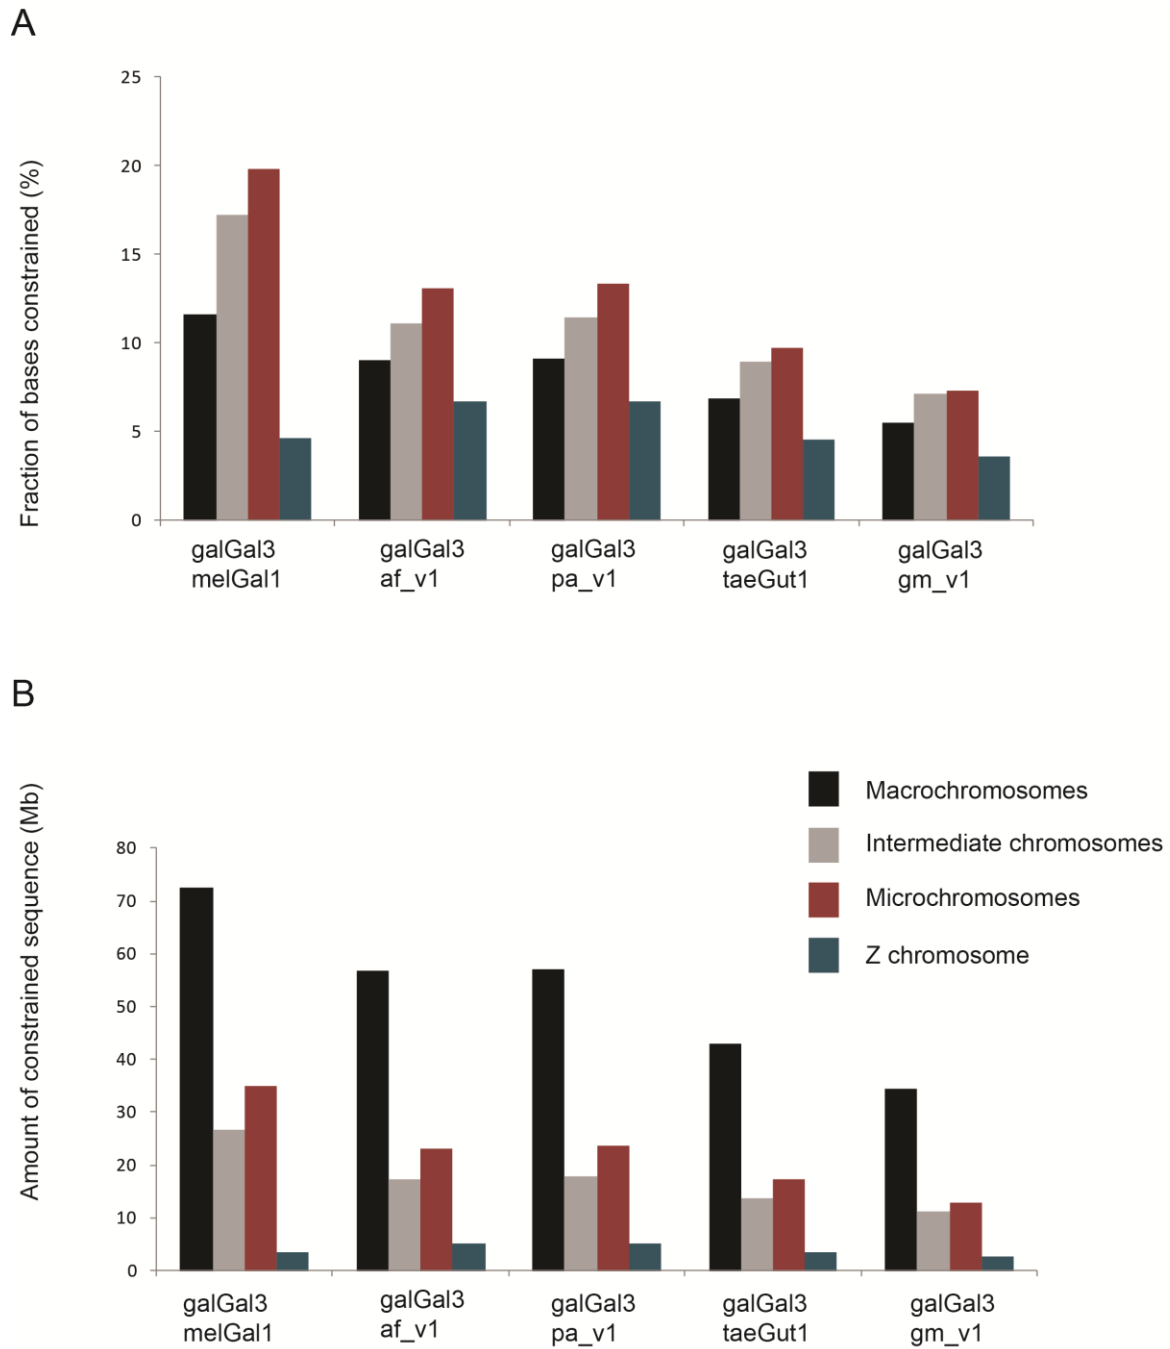 A
Fraction of bases constrained (%)
25
20
15
10
5
0
galGal3
melGal1
galGal3
af_v1
galGal3
pa_v1
galGal3
taeGut1
galGal3
gm_v1
B
Amount of constrained sequence (Mb)
Macrochromosomes
Intermediate chromosomes
Microchromosomes
Z chromosome
80
70
60
50
40
30
20
10
0
galGal3
melGal1
galGal3
af_v1
galGal3
pa_v1
galGal3
taeGut1
galGal3
gm_v1